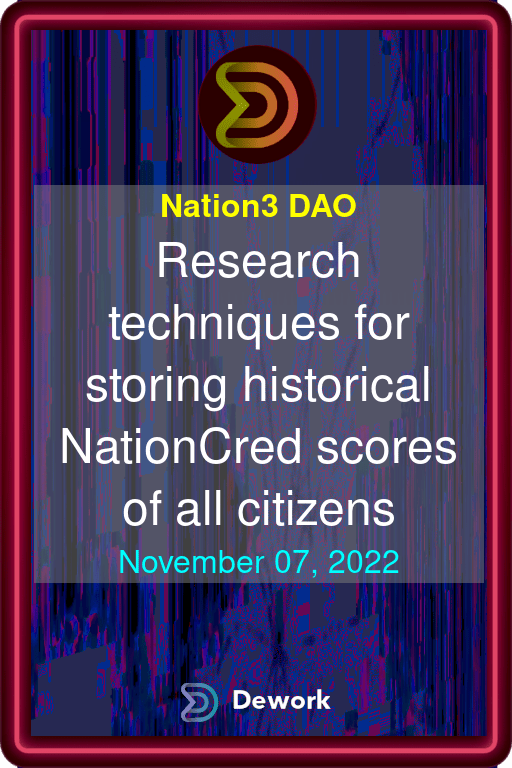 Nation3 DAO
Research
techniques for
storing historical
NationCred scores
of all citizens
November 07, 2022
Dework